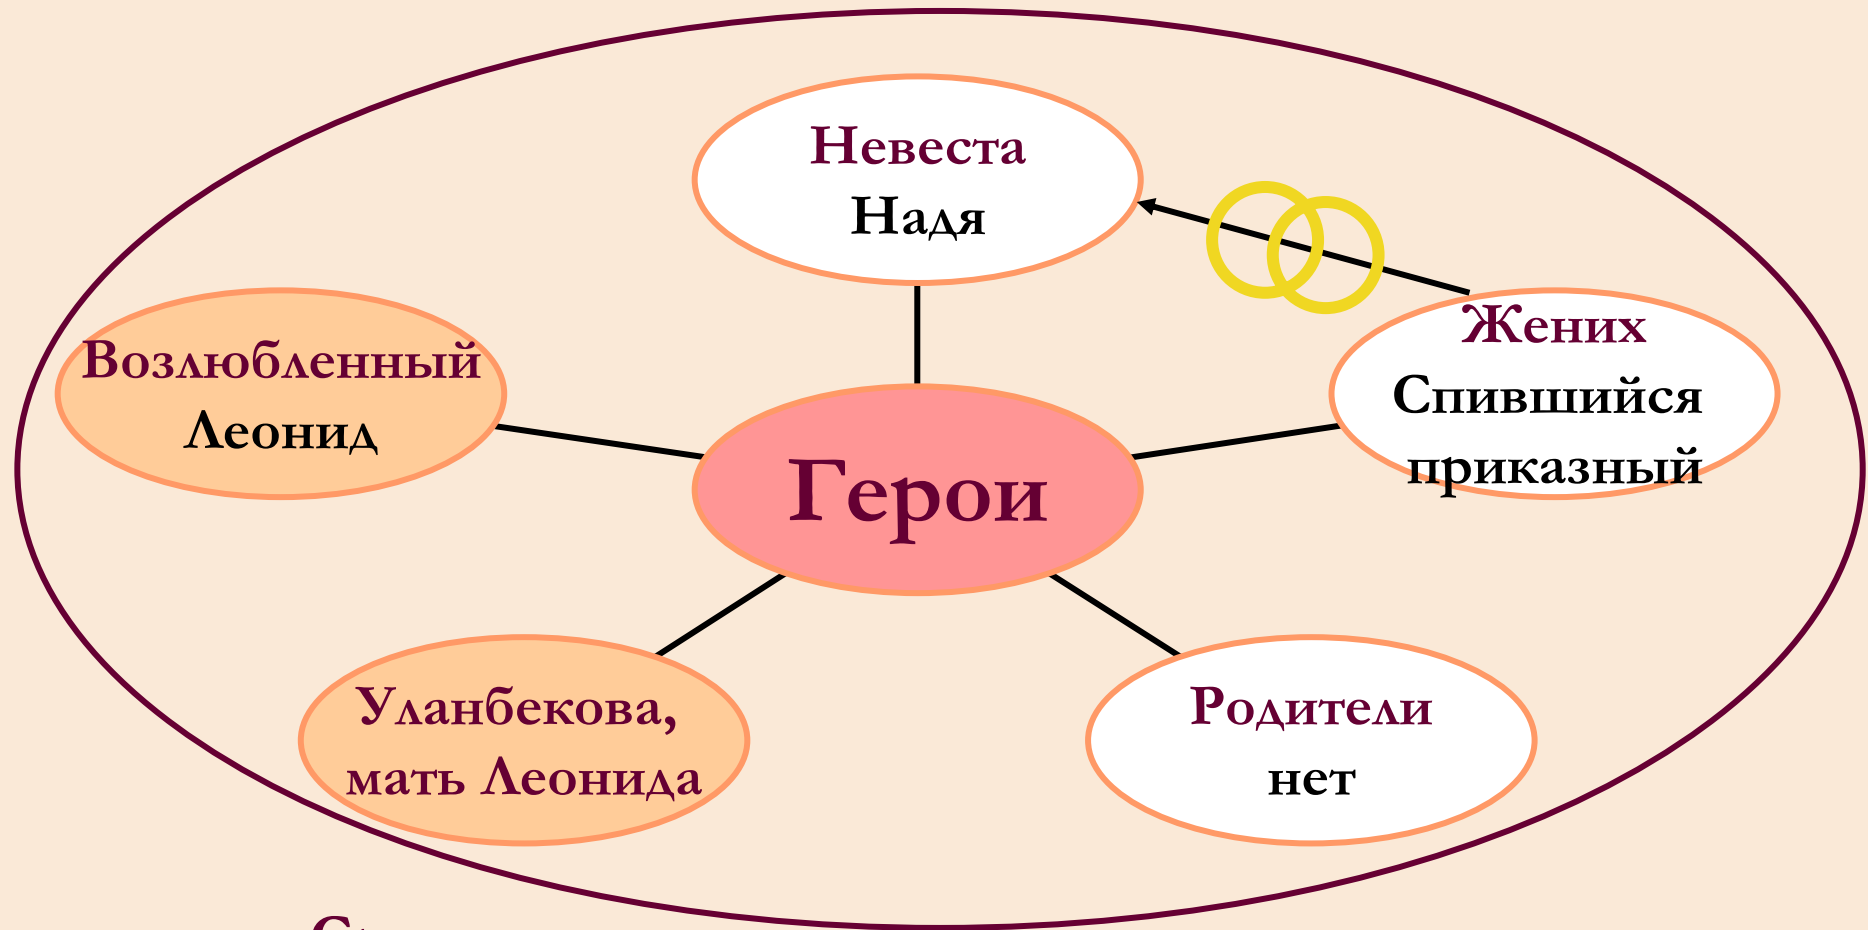 Невеста
Надя
Возлюбленный
Леонид
Жених
Спившийся
приказный
Герои
Уланбекова,
мать Леонида
Родители
нет